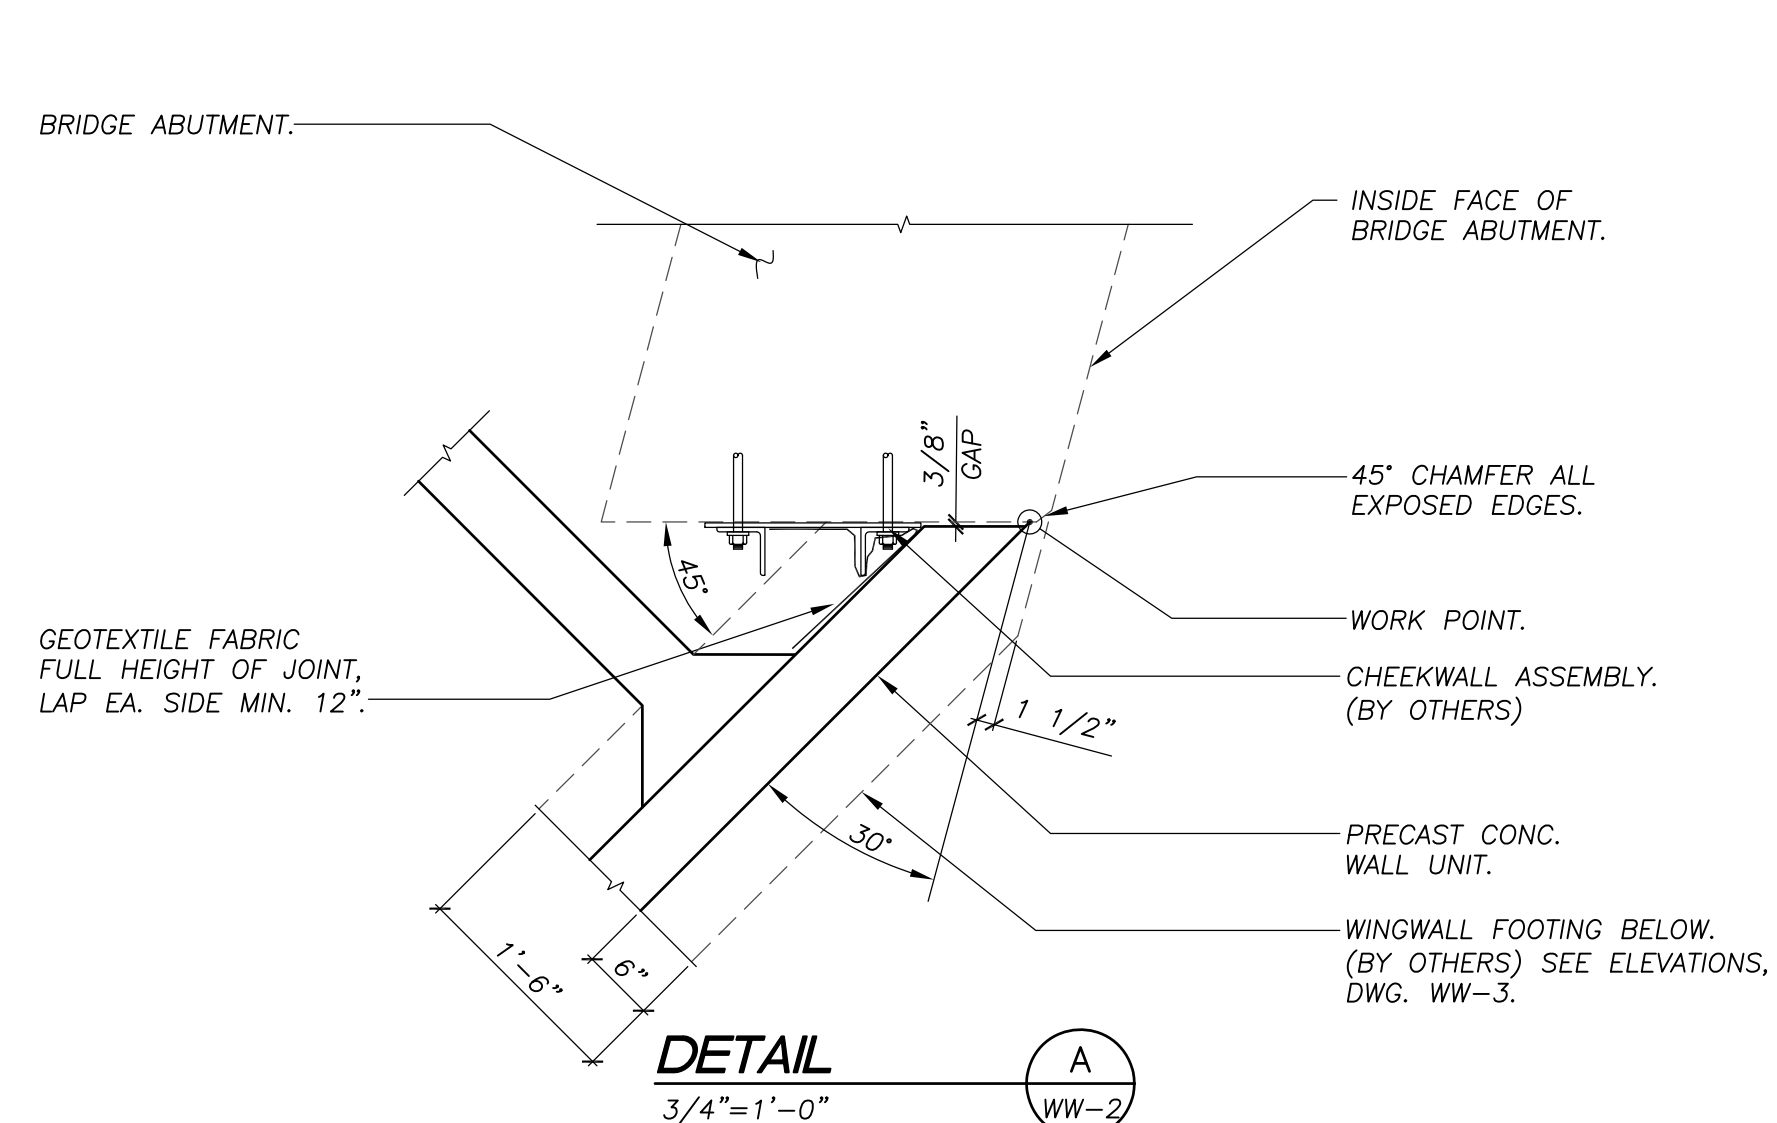 BRIDGE ABUTMENT.
INSIDE FACE OF
BRIDGE ABUTMENT.
3/8"
GAP
45° CHAMFER ALL
EXPOSED EDGES.
45°
WORK POINT.
GEOTEXTILE FABRIC
FULL HEIGHT OF JOINT,
LAP EA. SIDE MIN. 12".
CHEEKWALL ASSEMBLY.
(BY OTHERS)
1 1/2"
30°
PRECAST CONC.
WALL UNIT.
WINGWALL FOOTING BELOW.
(BY OTHERS) SEE ELEVATIONS,
DWG. WW-3.
1'-6"
6"
DETAIL
A
3/4"=1'-0"
WW-2